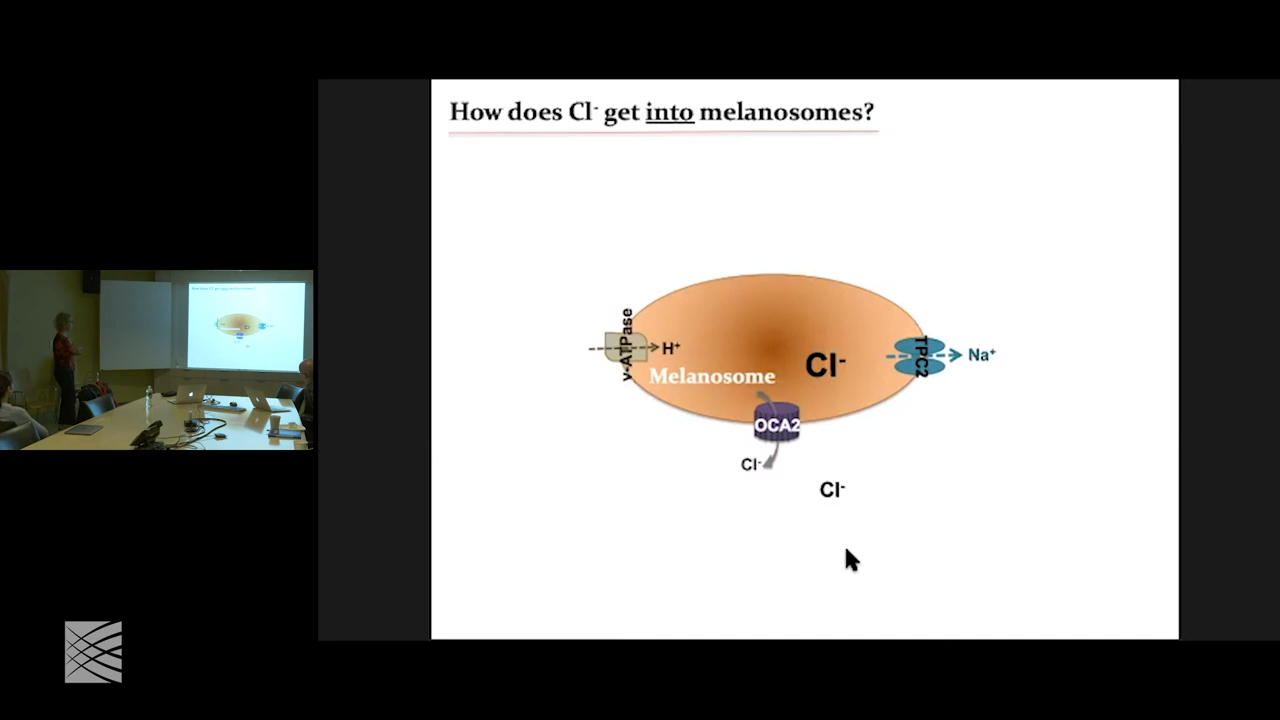 How does Cl⁻ get into melanosomes?
v-ATPase
H⁺
Melanosome
Cl⁻
TPC2
Na⁺
OCA2
Cl⁻
Cl⁻